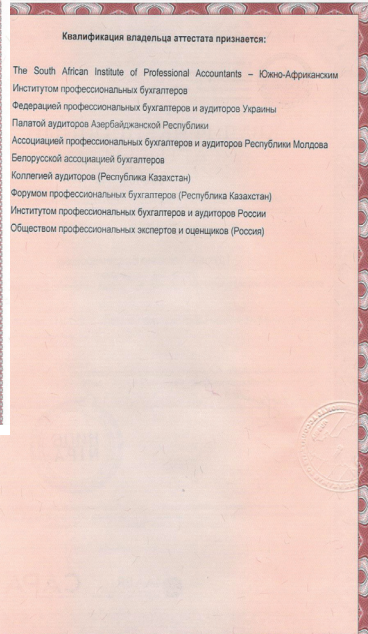 Квалификация владельца аттестата признается:
The South African Institute of Professional Accountants – Южно-Африканским
Институтом профессиональных бухгалтеров
Федерацией профессиональных бухгалтеров и аудиторов Украины
Палатой аудиторов Азербайджанской Республики
Ассоциацией профессиональных бухгалтеров и аудиторов Республики Молдова
Белорусской ассоциацией бухгалтеров
Коллегией аудиторов (Республика Казахстан)
Форумом профессиональных бухгалтеров (Республика Казахстан)
Институтом профессиональных бухгалтеров и аудиторов России
Обществом профессиональных экспертов и оценщиков (Россия)